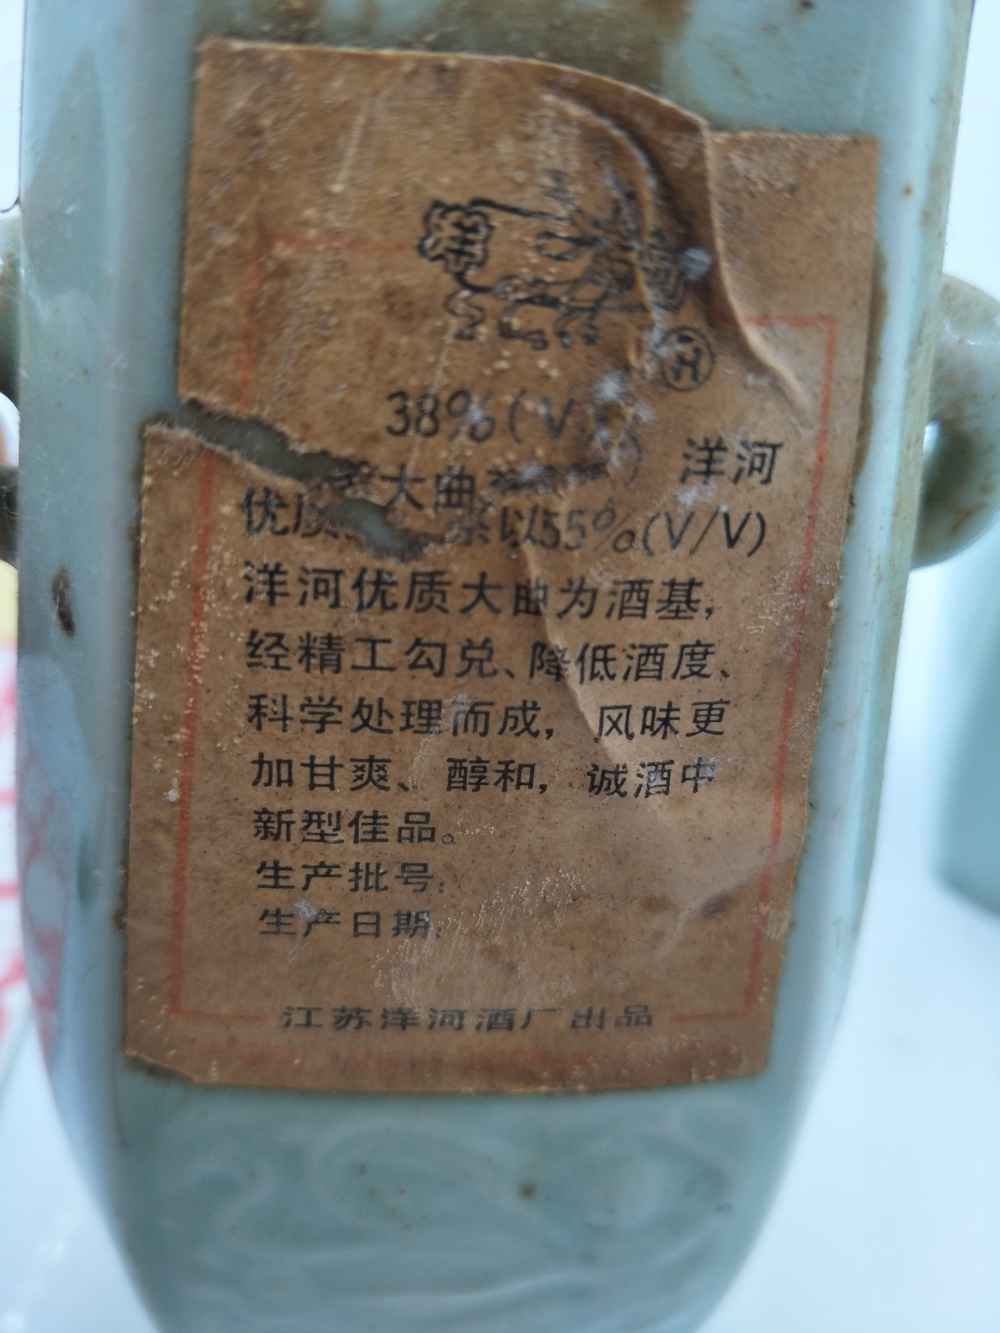 洋
河
38%(V
大曲 洋河
优质 系以55%(V/V)
洋河优质大曲为酒基，
经精工勾兑、降低酒度、
科学处理而成，风味更
加甘爽、醇和，诚酒中
新型佳品。
生产批号：
生产日期：
江苏洋河酒厂出品